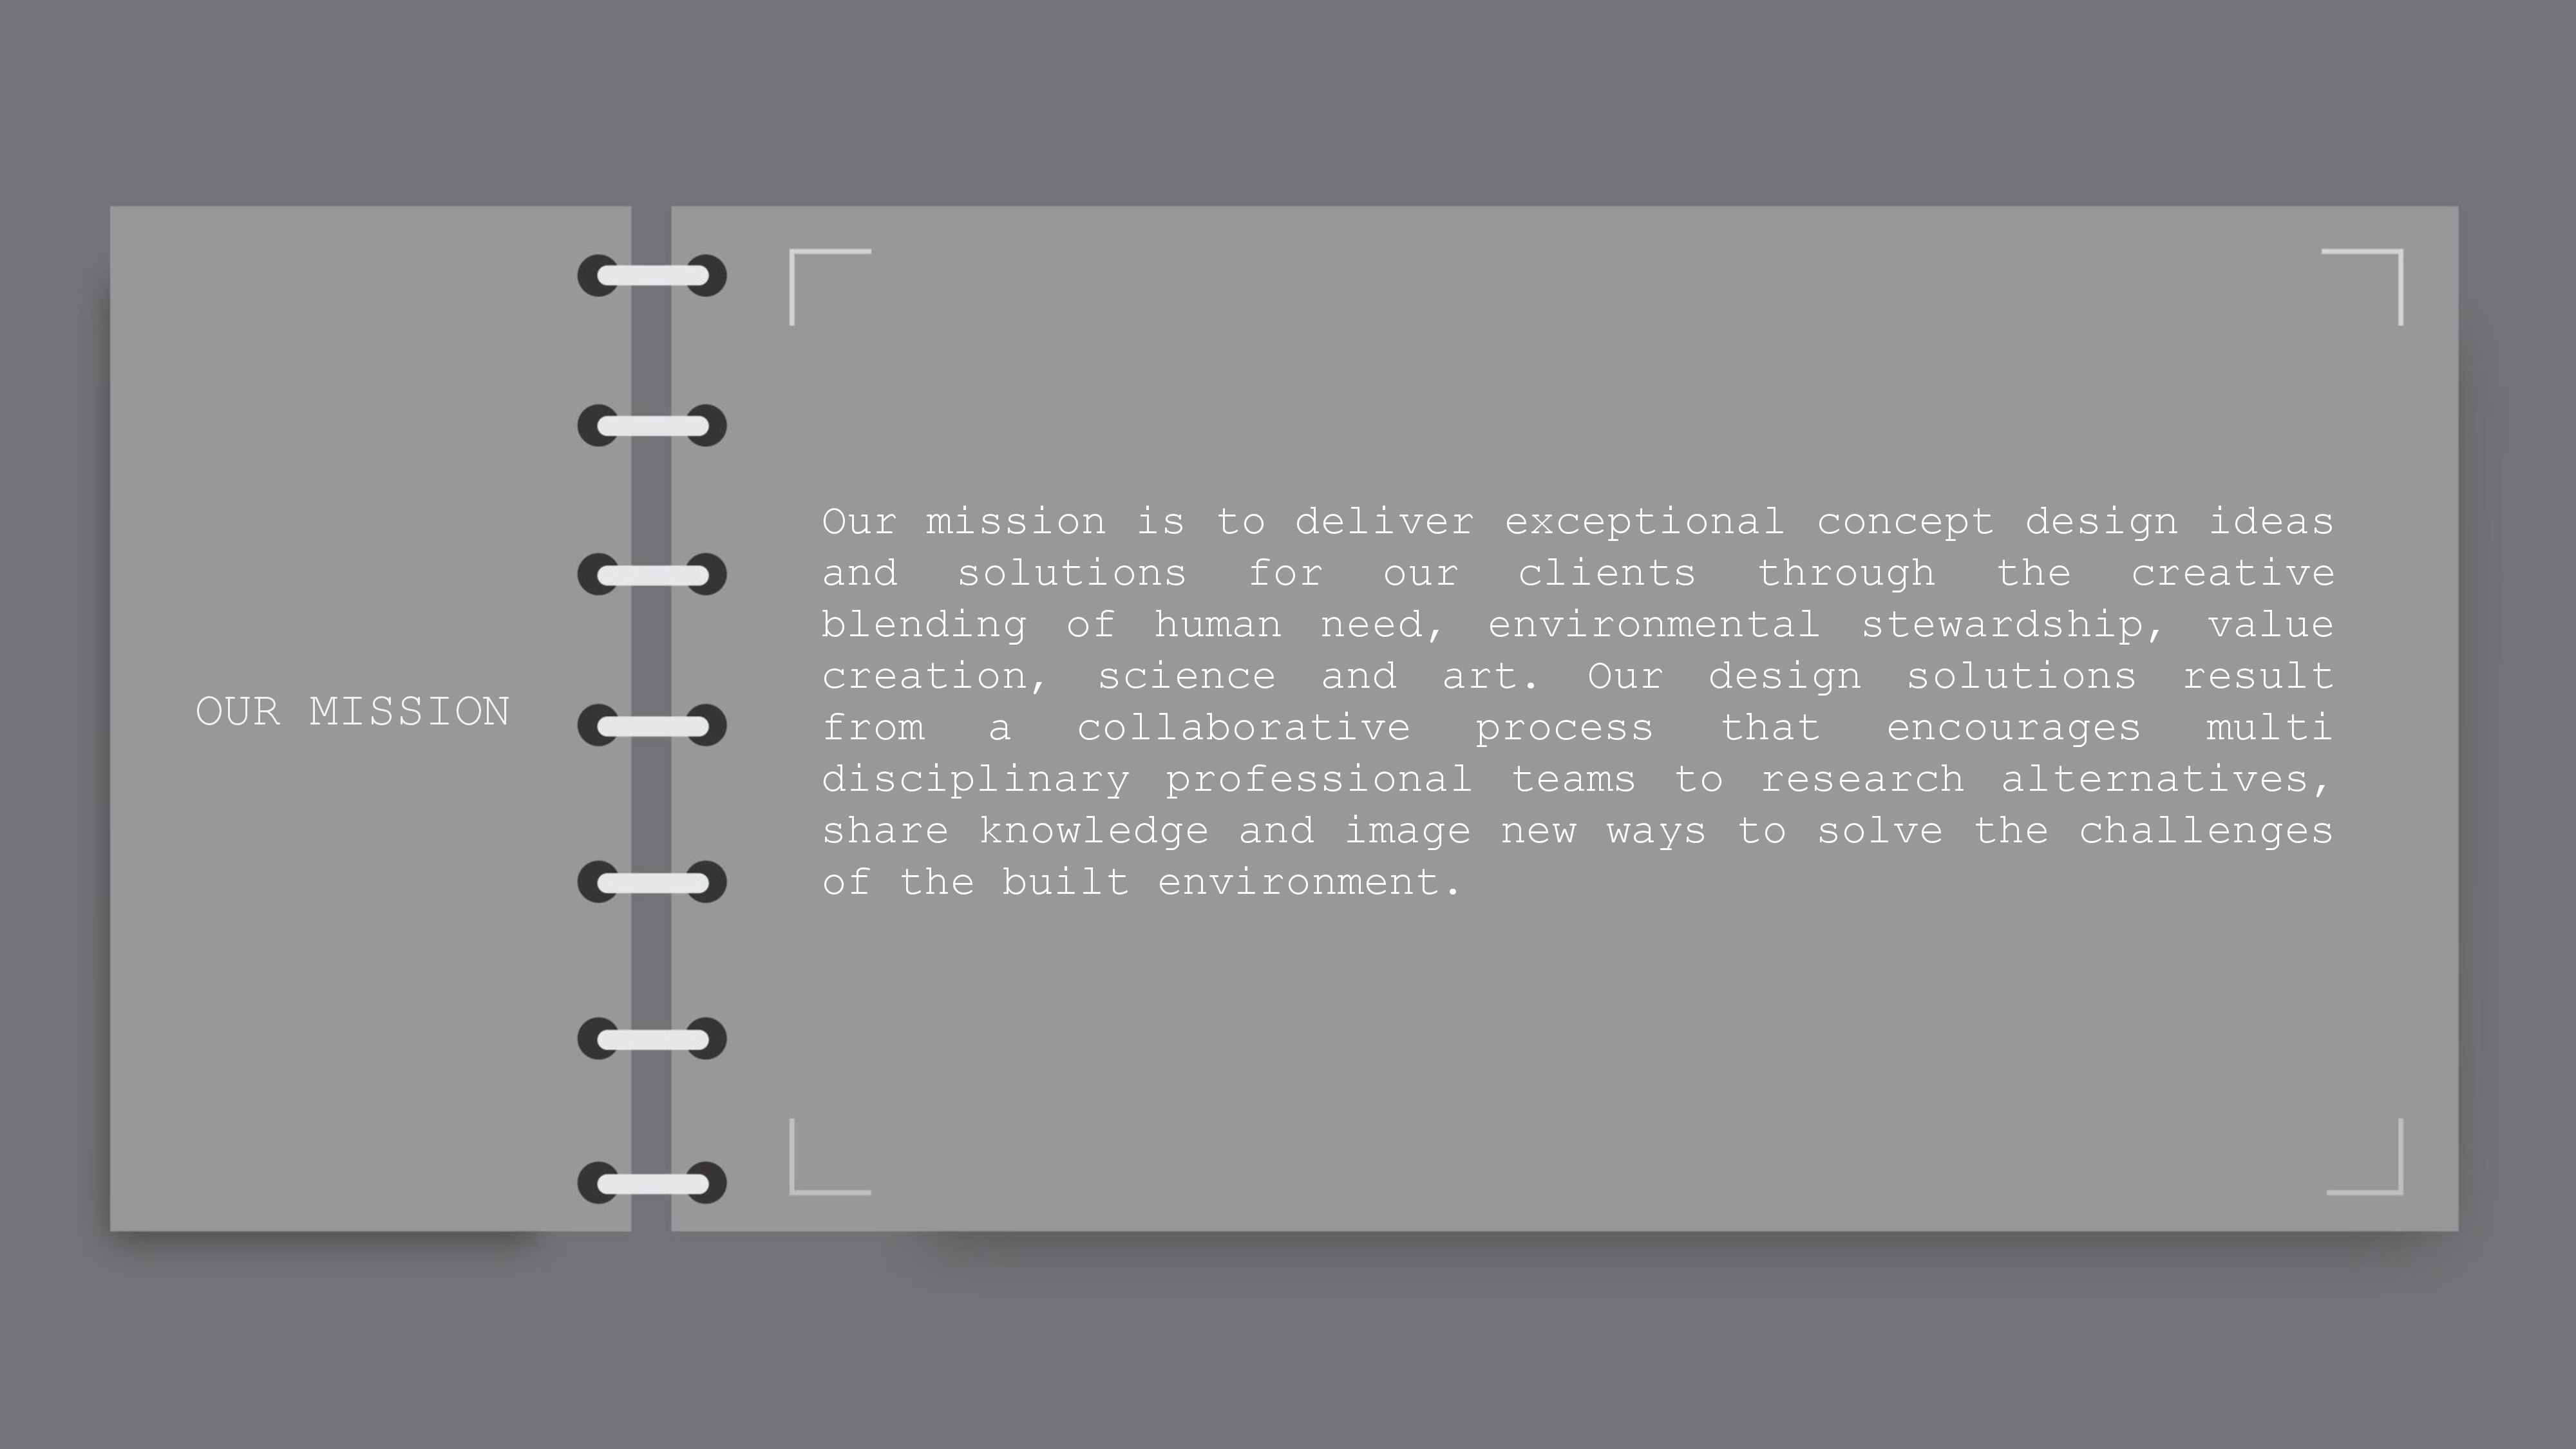 OUR MISSION
Our mission is to deliver exceptional concept design ideas
and solutions for our clients through the creative
blending of human need, environmental stewardship, value
creation, science and art. Our design solutions result
from a collaborative process that encourages multi
disciplinary professional teams to research alternatives,
share knowledge and image new ways to solve the challenges
of the built environment.